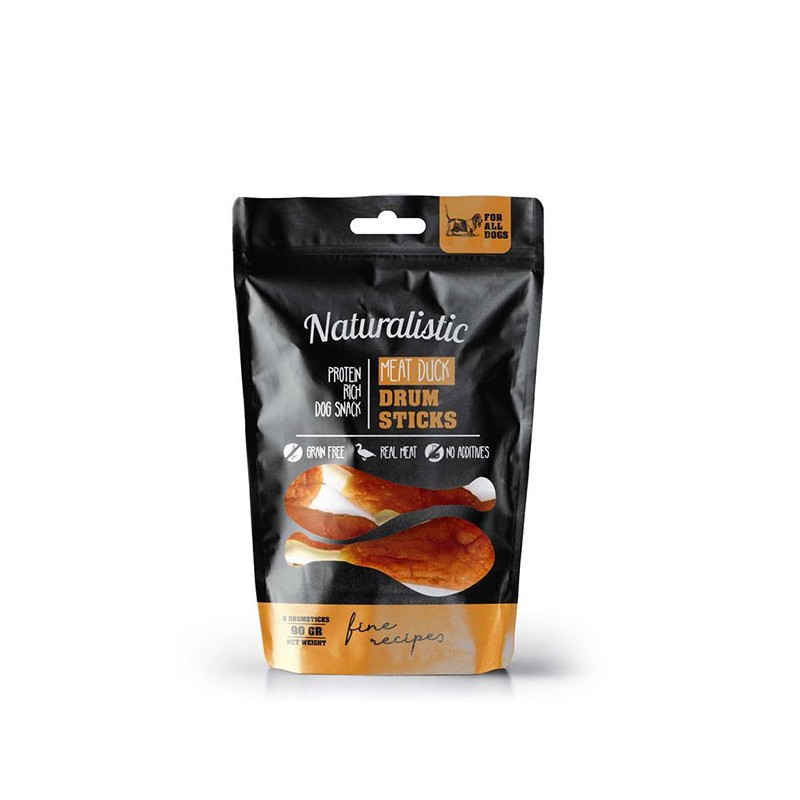 FOR
ALL
DOGS
Naturalistic
PROTEIN
RICH
DOG SNACK
MEAT DUCK
DRUM
STICKS
GRAIN FREE
REAL MEAT
NO ADDITIVES
DRUMSTICKS
90 GR
NET WEIGHT
fine
recipes